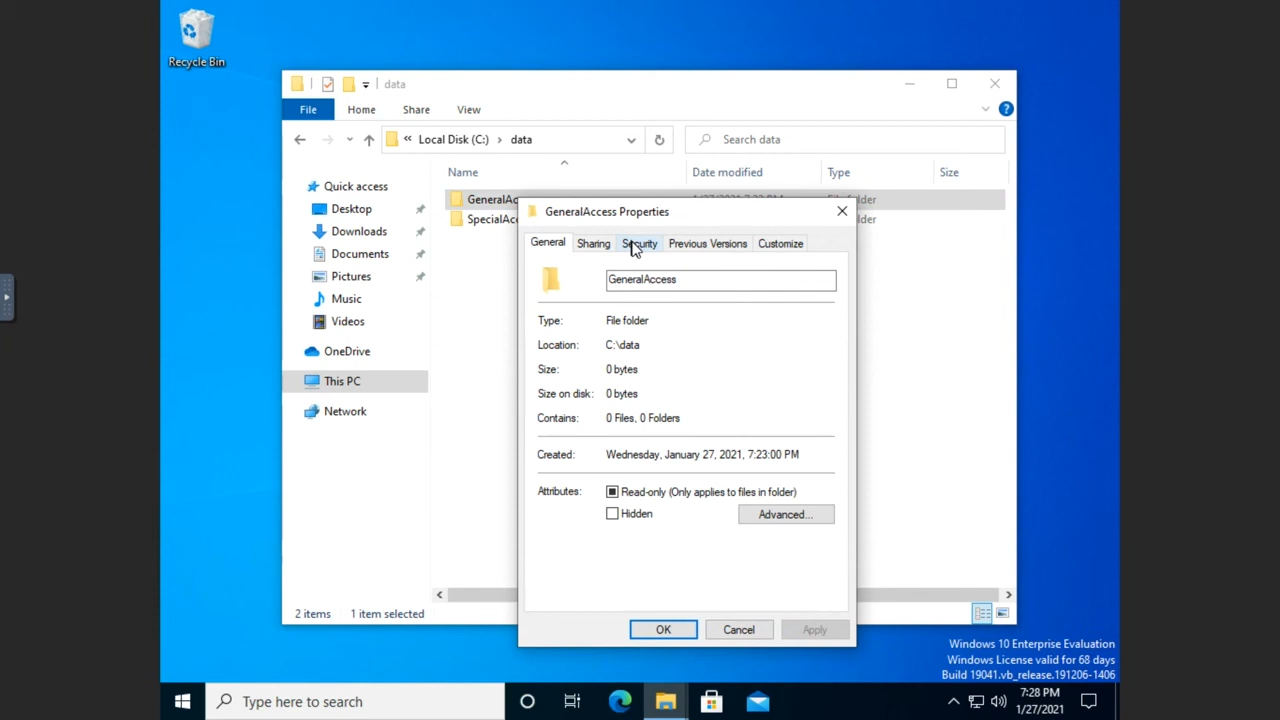 Recycle Bin
data
File Home Share View
Local Disk (C:) data
Search data
Name Date modified Type Size
Quick access
Desktop
Downloads
Documents
Pictures
Music
Videos
OneDrive
This PC
Network
2 items 1 item selected
GeneralAccess Properties
General Sharing Security Previous Versions Customize
GeneralAccess
Type: File folder
Location: C:\data
Size: 0 bytes
Size on disk: 0 bytes
Contains: 0 Files, 0 Folders
Created: Wednesday, January 27, 2021, 7:23:00 PM
Attributes: Read-only (Only applies to files in folder)
Hidden Advanced...
OK Cancel Apply
Windows 10 Enterprise Evaluation
Windows License valid for 68 days
Build 19041.vb_release.191206-1406
Type here to search
7:28 PM
1/27/2021